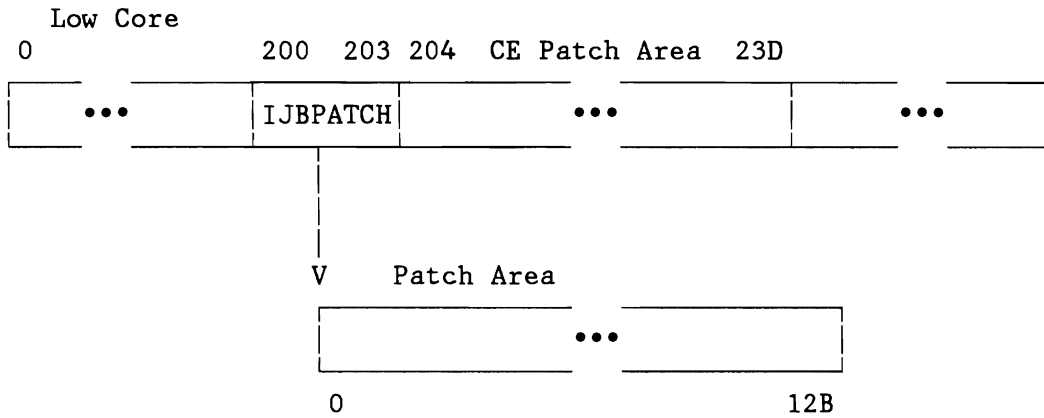 Low Core
0 200 203 204 CE Patch Area 23D
••• IJBPATCH ••• •••
V Patch Area
•••
0 12B